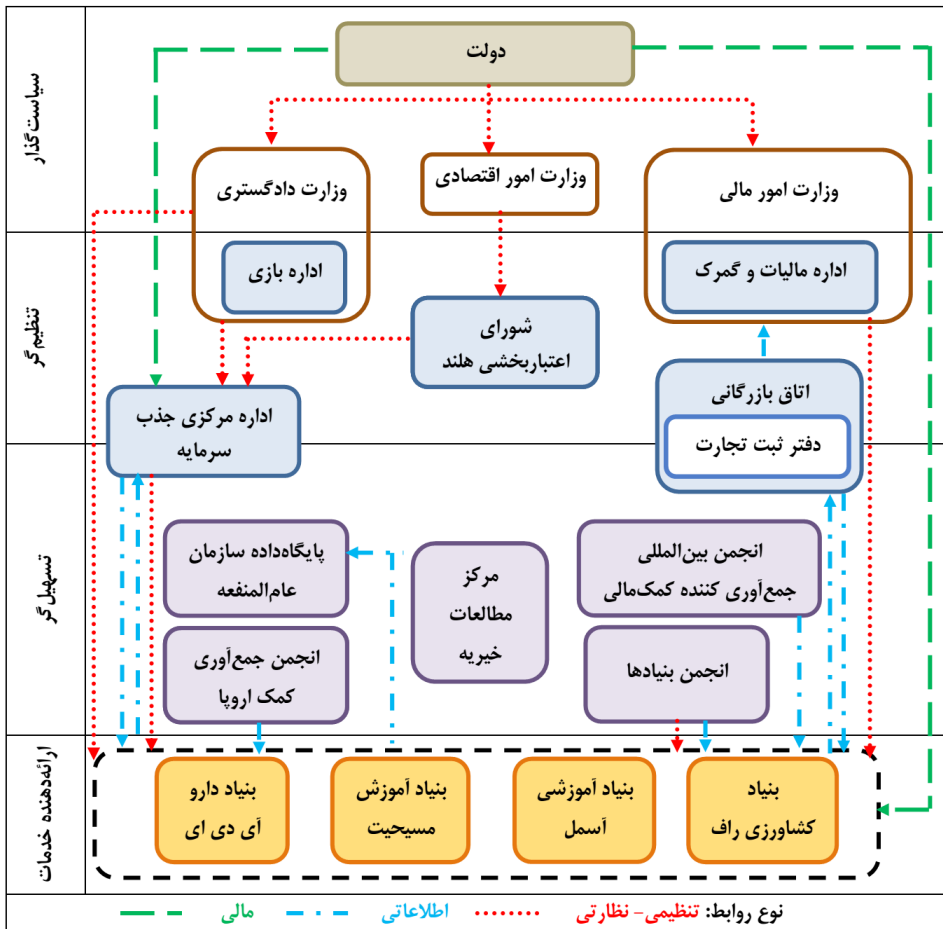 سیاست‌گذار
دولت
وزارت امور مالی
وزارت امور اقتصادی
وزارت دادگستری
تنظیم‌گر
اداره مالیات و گمرک
اداره بازی
شورای
اعتباربخشی هلند
اتاق بازرگانی
دفتر ثبت تجارت
اداره مرکزی جذب
سرمایه
تسهیل‌گر
انجمن بین‌المللی
جمع‌آوری کننده کمک‌مالی
مرکز
مطالعات
خیریه
پایگاه‌داده سازمان
عام‌المنفعه
انجمن بنیادها
انجمن جمع‌آوری
کمک اروپا
ارائه‌دهنده خدمات
بنیاد
کشاورزی راف
بنیاد آموزشی
آسمل
بنیاد آموزش
مسیحیت
بنیاد دارو
آی دی ای
نوع روابط: تنظیمی- نظارتی اطلاعاتی مالی